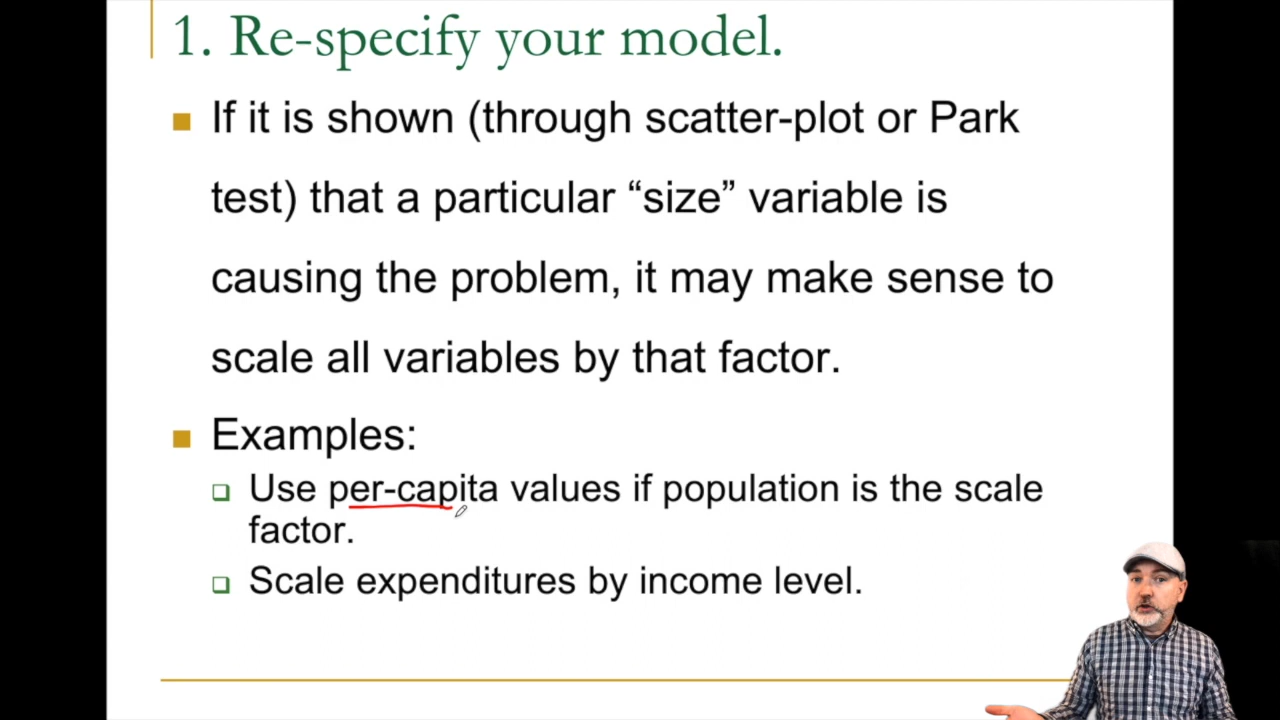 1. Re-specify your model.
If it is shown (through scatter-plot or Park
test) that a particular “size” variable is
causing the problem, it may make sense to
scale all variables by that factor.
Examples:
Use per-capita values if population is the scale
factor.
Scale expenditures by income level.